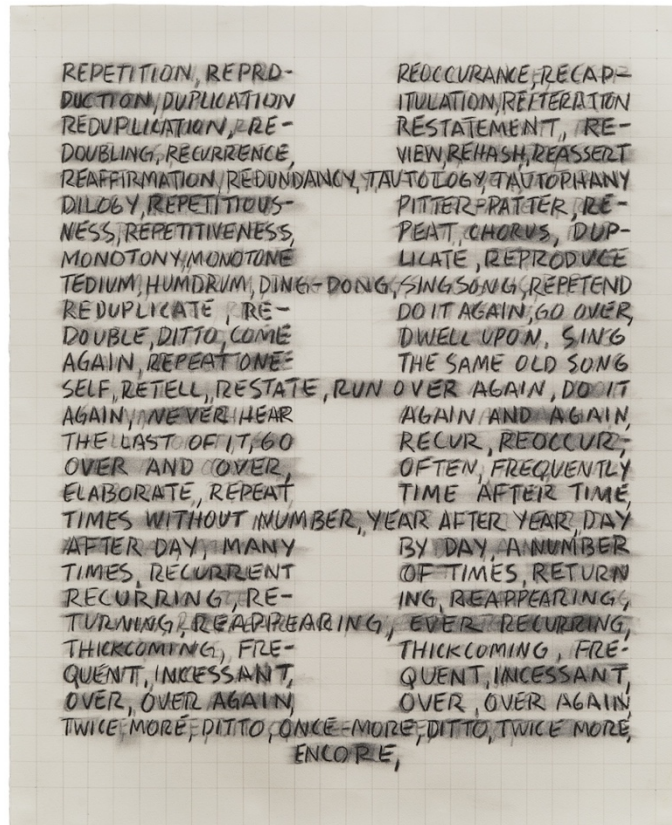 REPETITION, REPRO- REOCCURANCE, RECAP-
DUCTION, DUPLICATION ITULATION, REITERATION
REDUPLICATION, RE- RESTATEMENT, RE-
DOUBLING, RECURRENCE, VIEW, REHASH, REASSERT
REAFFIRMATION, REDUNDANCY, TAUTOLOGY, TAUTOPHANY
DILOGY, REPETITIOUS- PITTER-PATTER, RE-
NESS, REPETITIVENESS, PEAT, CHORUS, DUP-
MONOTONY, MONOTONE LICATE, REPRODUCE
TEDIUM, HUMDRUM, DING-DONG, SINGSONG, REPETEND
REDUPLICATE, RE- DO IT AGAIN, GO OVER,
DOUBLE, DITTO, COME DWELL UPON, SING
AGAIN, REPEAT ONE- THE SAME OLD SONG
SELF, RETELL, RESTATE, RUN OVER AGAIN, DO IT
AGAIN, NEVER HEAR AGAIN AND AGAIN,
THE LAST OF IT, GO RECUR, REOCCUR,
OVER AND OVER, OFTEN, FREQUENTLY
ELABORATE, REPEAT, TIME AFTER TIME,
TIMES WITHOUT NUMBER, YEAR AFTER YEAR, DAY
AFTER DAY, MANY BY DAY, A NUMBER
TIMES, RECURRENT OF TIMES, RETURN
RECURRING, RE- ING, REAPPEARING,
TURNING, REAPPEARING, EVER RECURRING,
THICKCOMING, FRE- THICKCOMING, FRE-
QUENT, INCESSANT, QUENT, INCESSANT,
OVER, OVER AGAIN, OVER, OVER AGAIN
TWICE MORE, DITTO, ONCE-MORE, DITTO, TWICE MORE,
ENCORE,